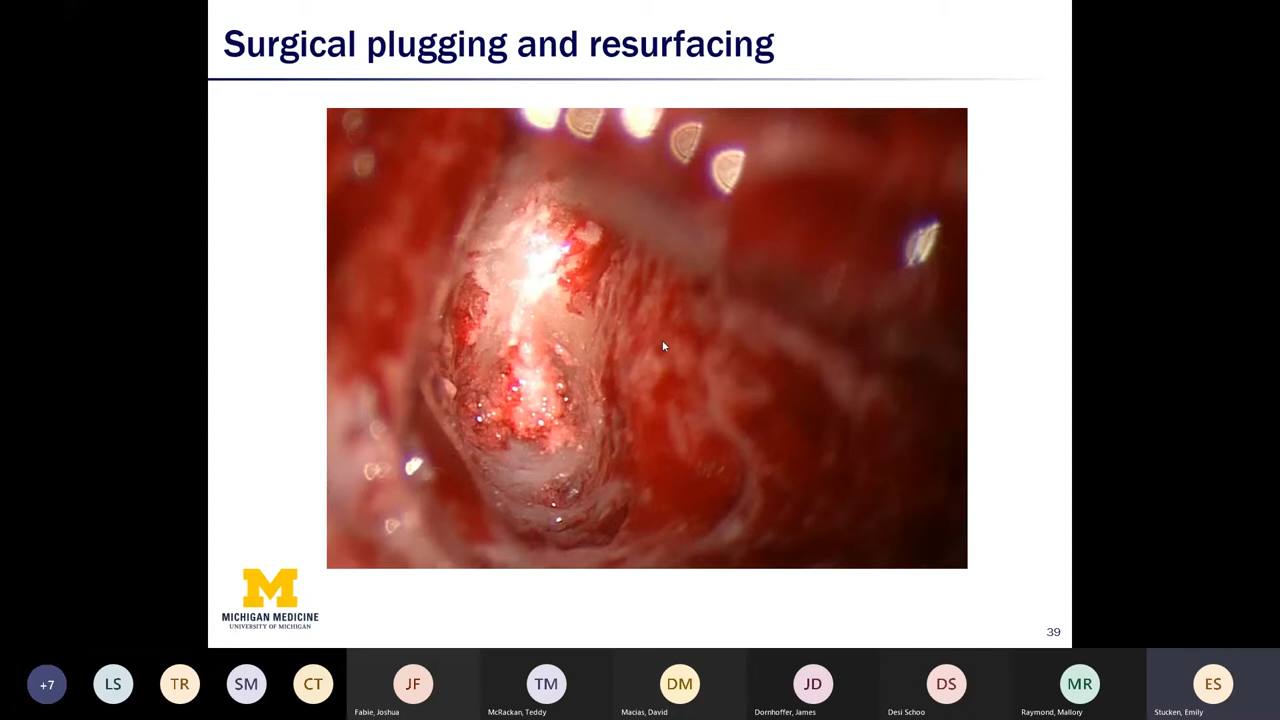 Surgical plugging and resurfacing
M
MICHIGAN MEDICINE
UNIVERSITY OF MICHIGAN
39
+7
LS
TR
SM
CT
JF
Fabie, Joshua
TM
McRackan, Teddy
DM
Macias, David
JD
Dornhoffer, James
DS
Desi Schoo
MR
Raymond, Mallory
ES
Stucken, Emily